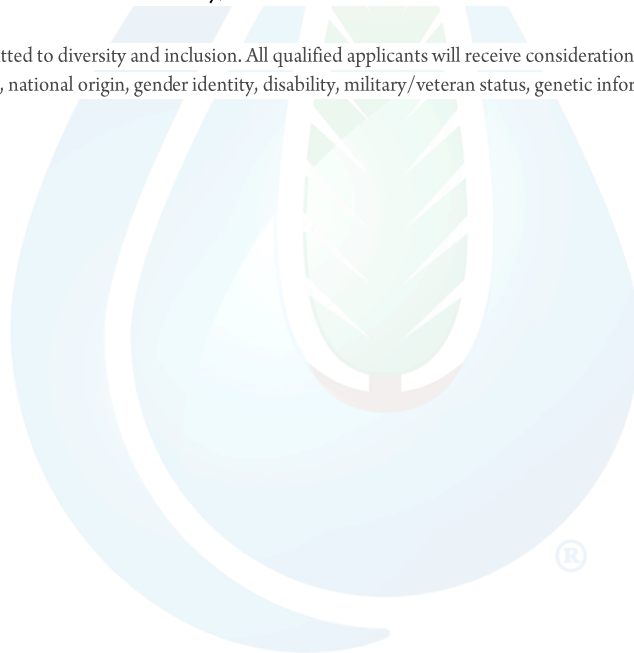 tted to diversity and inclusion. All qualified applicants will receive consideration
, national origin, gender identity, disability, military/veteran status, genetic infor
®